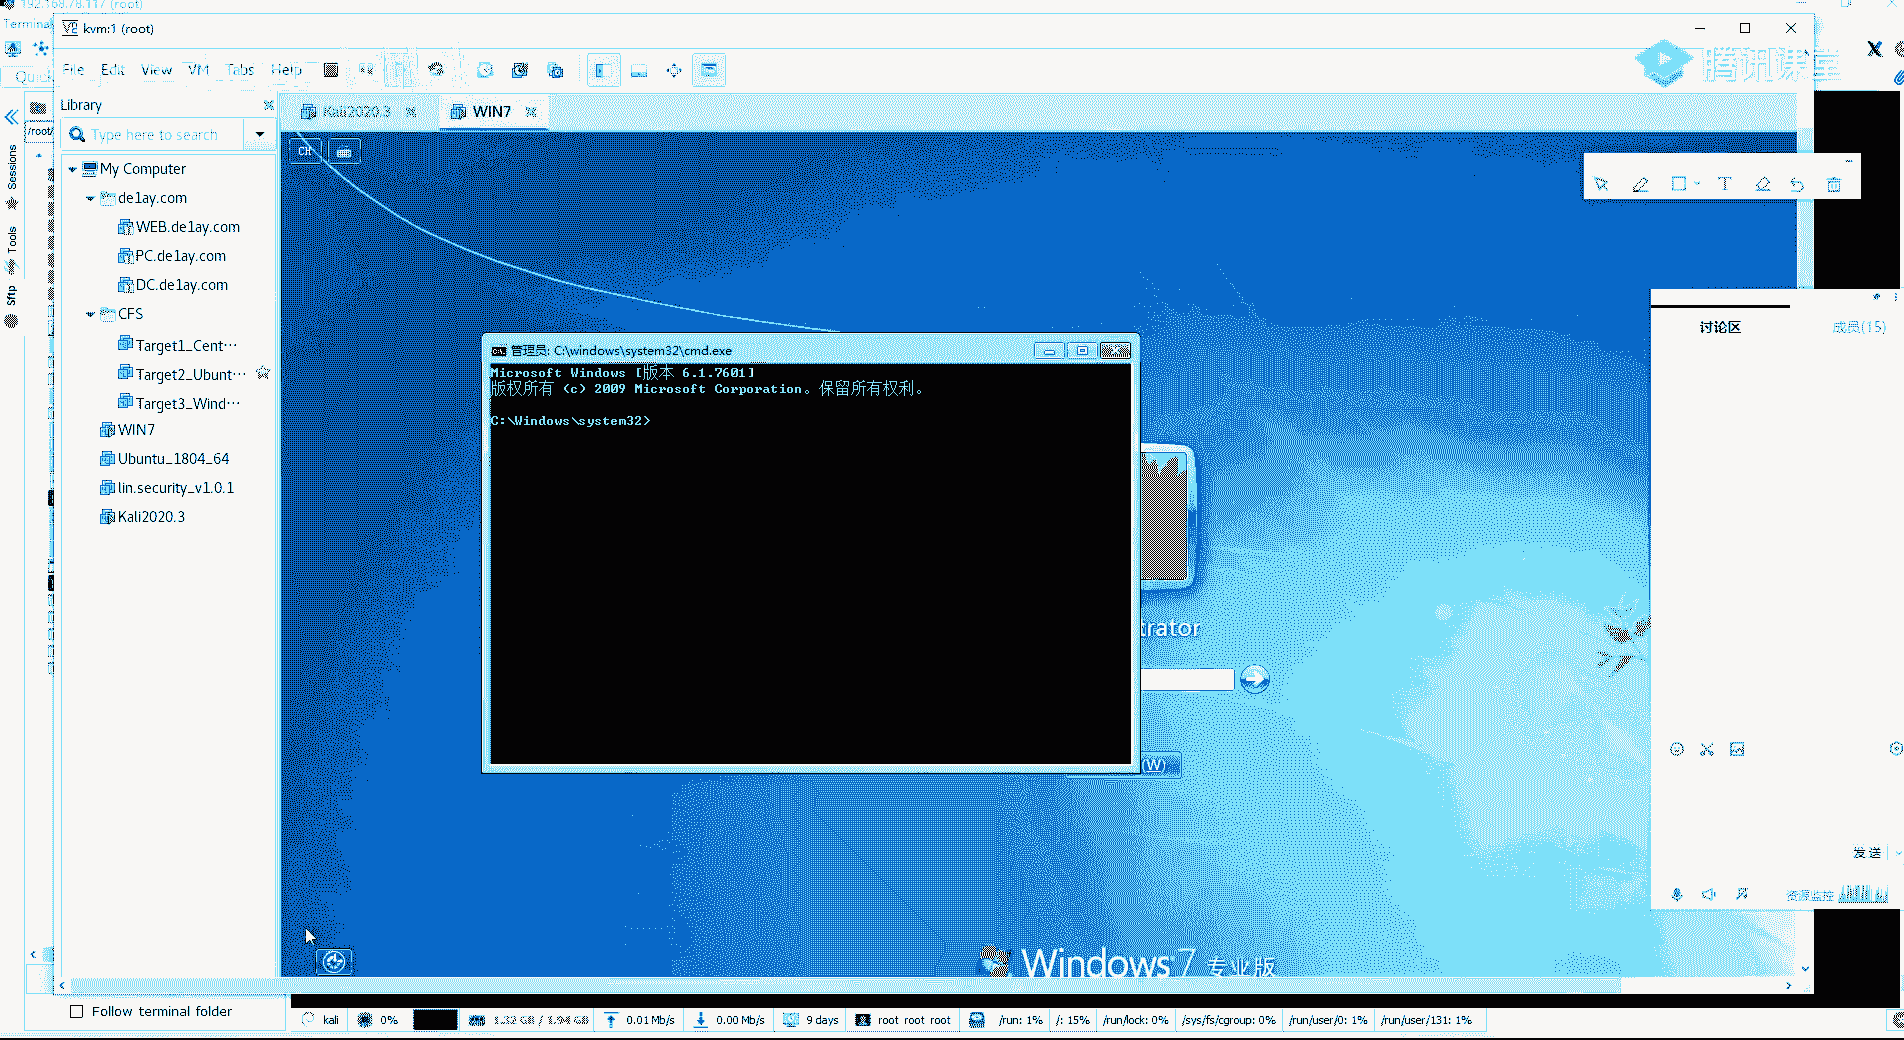 192.168.78.117 (root)
Terminal
kvm:1 (root)
Quick
File Edit View VM Tabs Help
腾讯课堂
Library
Kali2020.3
WIN7
Type here to search
/root/
CH
My Computer
de1ay.com
WEB.de1ay.com
PC.de1ay.com
DC.de1ay.com
CFS
Target1_Cent···
Target2_Ubunt···
Target3_Wind···
WIN7
Ubuntu_1804_64
lin.security_v1.0.1
Kali2020.3
Sessions
Tools
Sftp
管理员: C:\windows\system32\cmd.exe
Microsoft Windows [版本 6.1.7601]
版权所有 (c) 2009 Microsoft Corporation。保留所有权利。
C:\Windows\system32>
trator
(W)
Windows 7 专业版
讨论区
成员(15)
发送
资源监控
Follow terminal folder
kali
0%
1.32 GB / 1.94 GB
0.01 Mb/s
0.00 Mb/s
9 days
root root root
/run: 1%
/: 15%
/run/lock: 0%
/sys/fs/cgroup: 0%
/run/user/0: 1%
/run/user/131: 1%